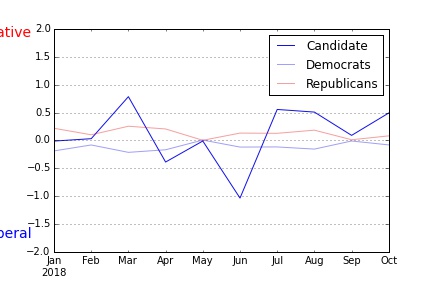 ative
2.0
1.5
1.0
0.5
0.0
−0.5
−1.0
−1.5
−2.0
beral
Candidate
Democrats
Republicans
Jan Feb Mar Apr May Jun Jul Aug Sep Oct
2018